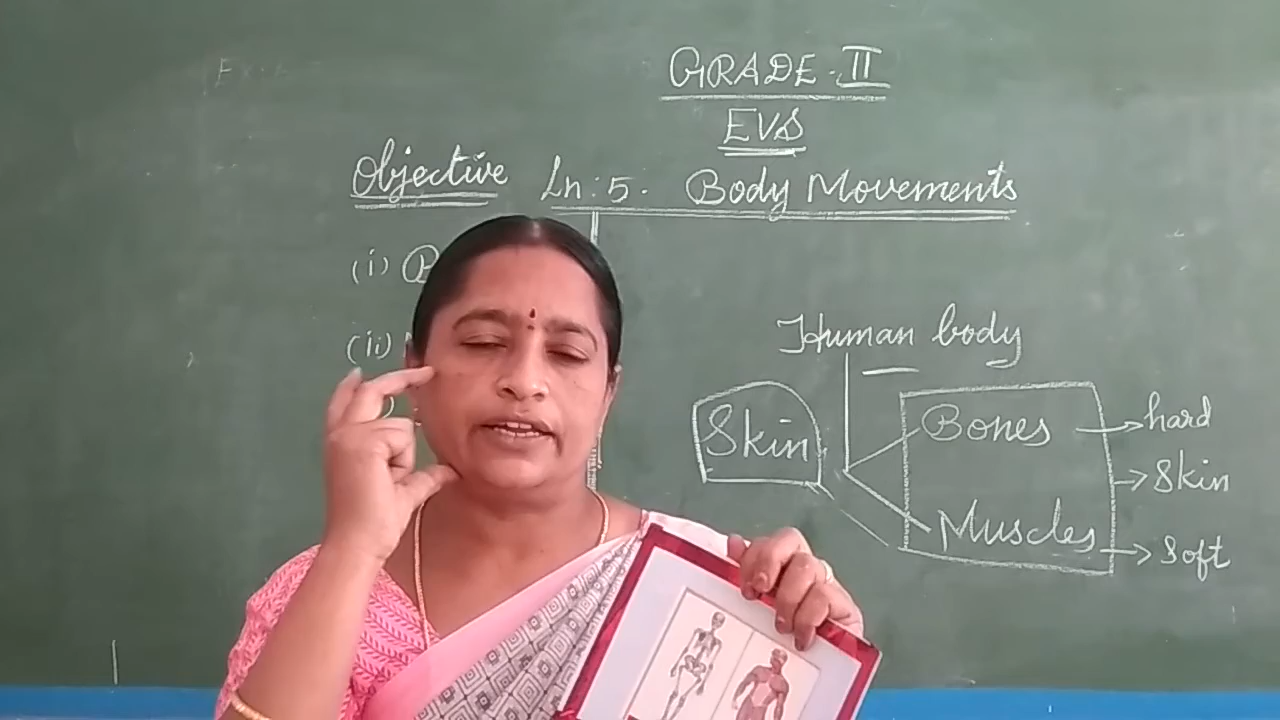 GRADE-II
EVS
Objective Ln:5. Body Movements
(i) B
(ii)
Human body
Skin
Bones → hard
→ Skin
Muscles → Soft